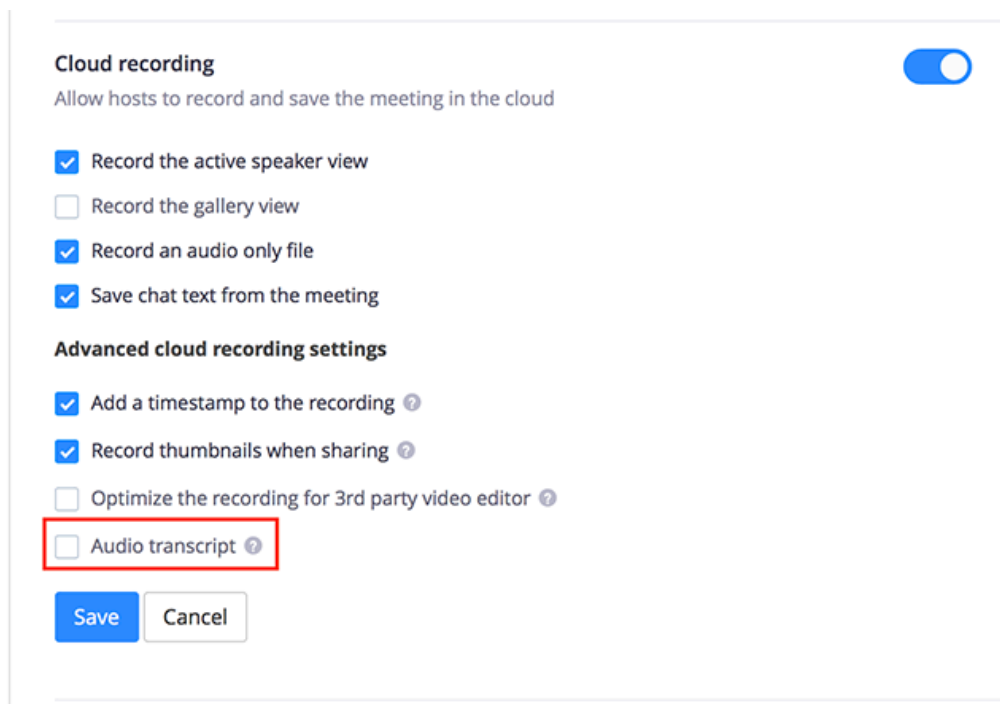 Cloud recording
Allow hosts to record and save the meeting in the cloud
Record the active speaker view
Record the gallery view
Record an audio only file
Save chat text from the meeting
Advanced cloud recording settings
Add a timestamp to the recording ?
Record thumbnails when sharing ?
Optimize the recording for 3rd party video editor ?
Audio transcript ?
Save Cancel